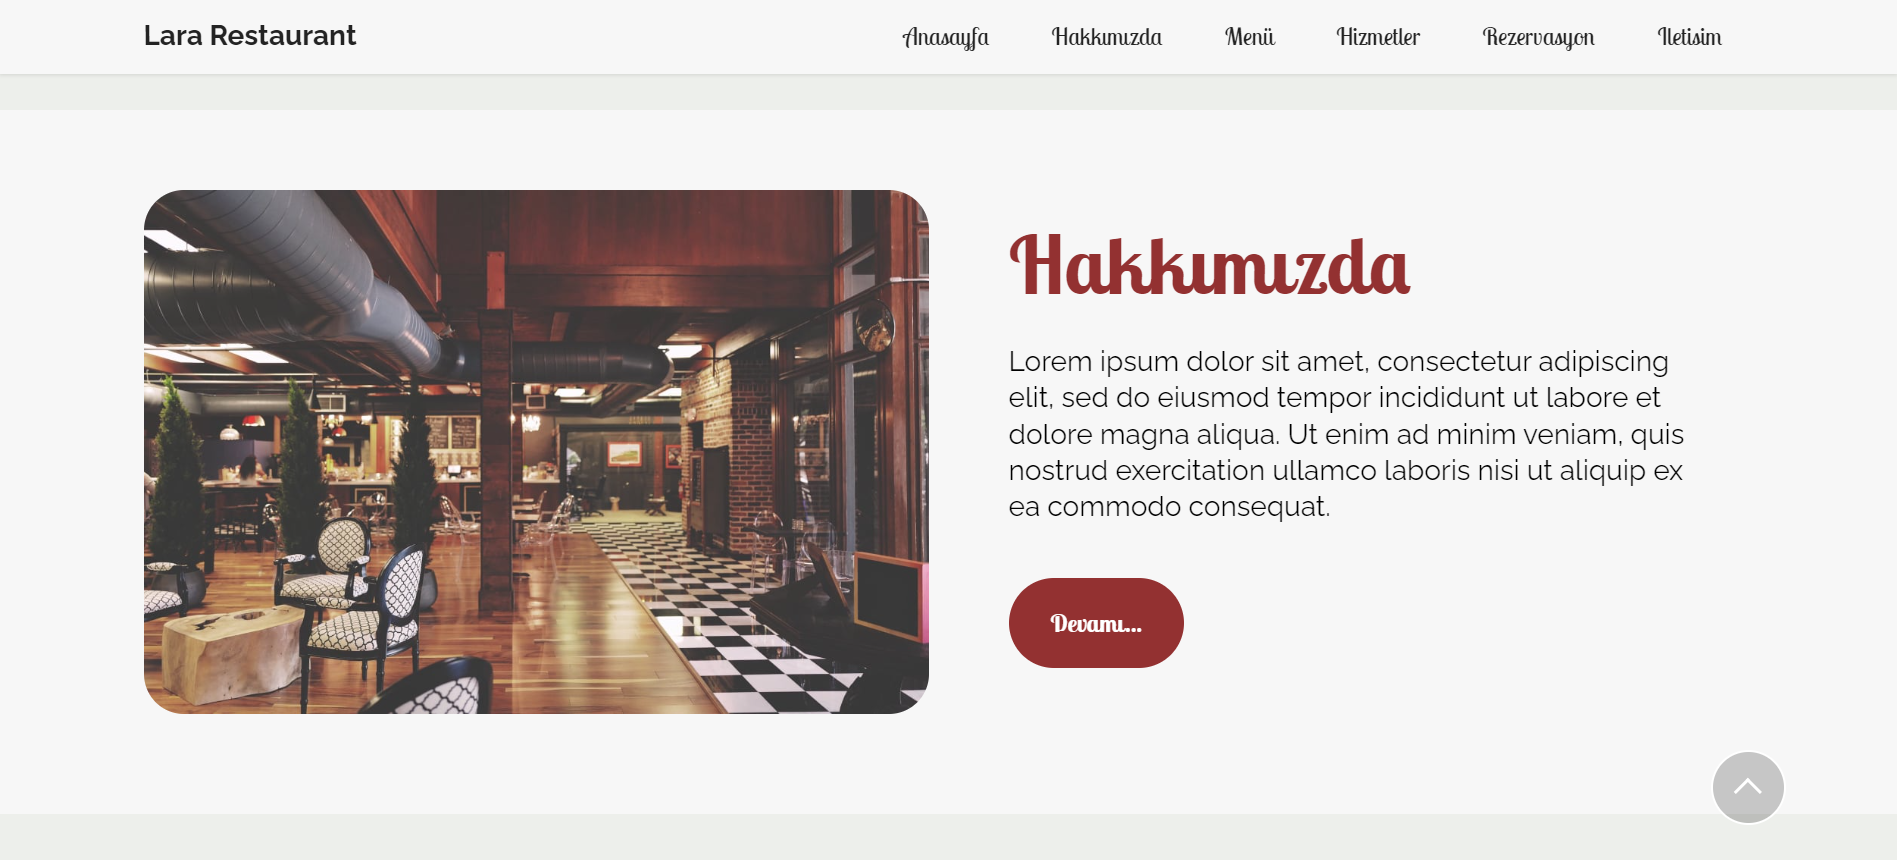 Lara Restaurant
Anasayfa Hakkımızda Menü Hizmetler Rezervasyon Iletisim
Hakkımızda
Lorem ipsum dolor sit amet, consectetur adipiscing
elit, sed do eiusmod tempor incididunt ut labore et
dolore magna aliqua. Ut enim ad minim veniam, quis
nostrud exercitation ullamco laboris nisi ut aliquip ex
ea commodo consequat.
Devamı...